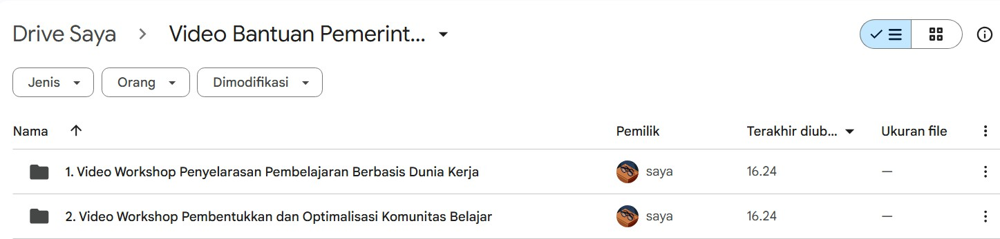 Drive Saya > Video Bantuan Pemerint...
Jenis Orang Dimodifikasi
Nama Pemilik Terakhir diub... Ukuran file
1. Video Workshop Penyelarasan Pembelajaran Berbasis Dunia Kerja saya 16.24 —
2. Video Workshop Pembentukkan dan Optimalisasi Komunitas Belajar saya 16.24 —